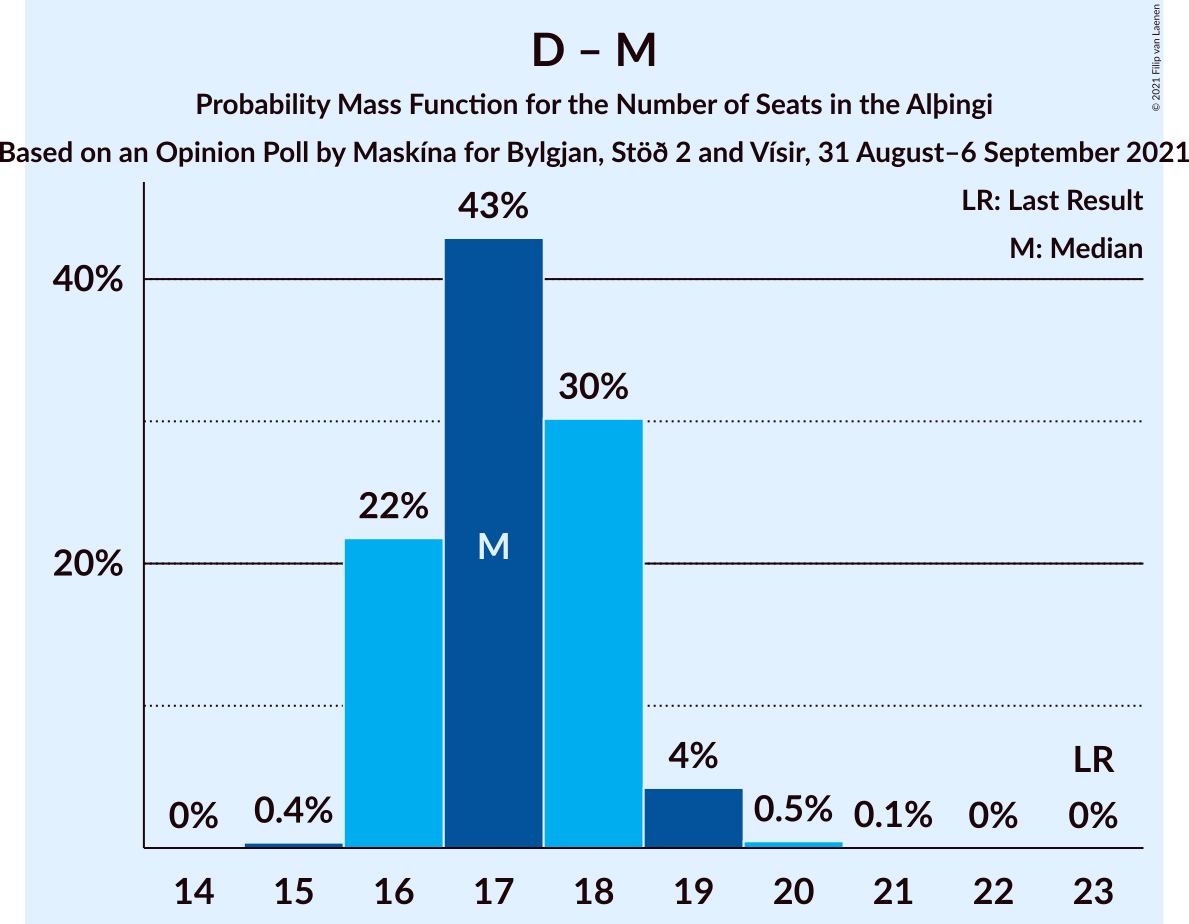 D – M
Probability Mass Function for the Number of Seats in the Alþingi
Based on an Opinion Poll by Maskína for Bylgjan, Stöð 2 and Vísir, 31 August–6 September 2021
© 2021 Filip van Laenen
LR: Last Result
M: Median
43%
40%
30%
22%
M
20%
4%
LR
0%
0.4%
0.5%
0.1%
0%
0%
14 15 16 17 18 19 20 21 22 23